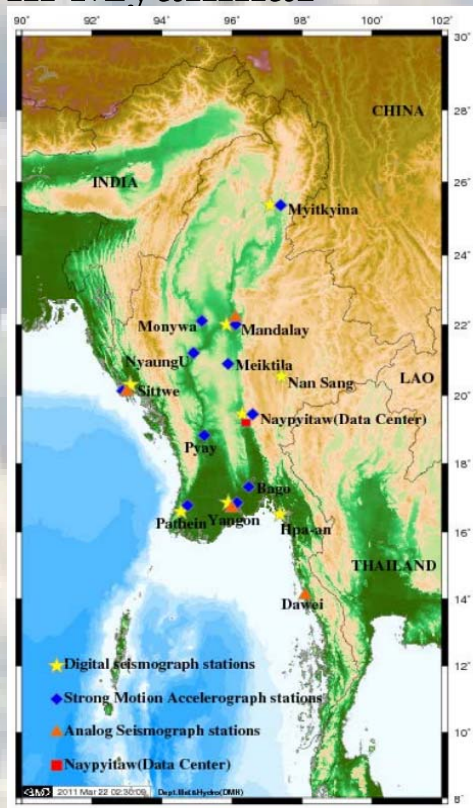 90° 92° 94° 96° 98° 100° 102°
30°
CHINA
INDIA
26°
Myitkyina
24°
Monywa
Mandalay
22°
NyaungU
Meiktila
Nan Sang
LAO
20°
Sittwe
Naypyitaw(Data Center)
Pyay
18°
Bago
Pathein
Yangon
Hpa-an
16°
THAILAND
14°
Dawei
12°
Digital seismograph stations
Strong Motion Accelerograph stations
10°
Analog Seismograph stations
Naypyitaw(Data Center)
GMD 2011 Mar 22 02:30:09 Dept.Met&Hydro(DMH)
8°